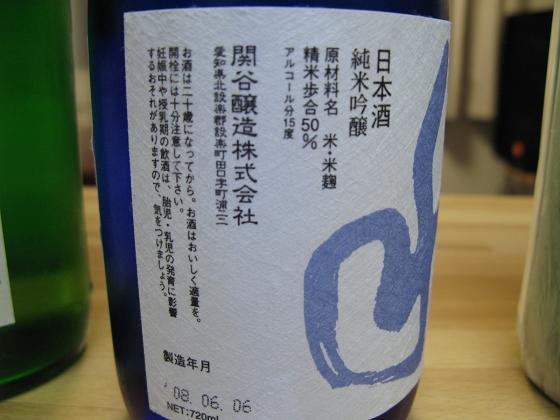 日本酒
純米吟醸
原材料名 米・米麹
精米歩合50%
アルコール分15度
関谷醸造株式会社
愛知県北設楽郡設楽町田口字町浦二二
お酒は二十歳になってから。お酒はおいしく適量を。
開栓には十分注意して下さい。
妊娠中や授乳期の飲酒は、胎児・乳児の発育に影響
するおそれがありますので、気をつけましょう。
製造年月
08.06.06
NET:720ml